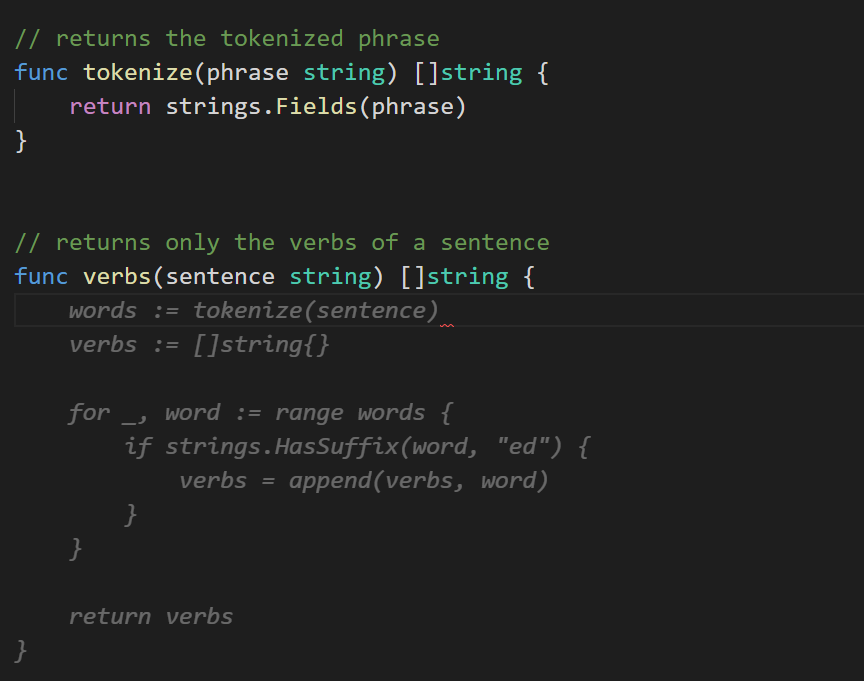 // returns the tokenized phrase
func tokenize(phrase string) []string {
    return strings.Fields(phrase)
}
// returns only the verbs of a sentence
func verbs(sentence string) []string {
    words := tokenize(sentence)
    verbs := []string{}
    for _, word := range words {
        if strings.HasSuffix(word, "ed") {
            verbs = append(verbs, word)
        }
    }
    return verbs
}